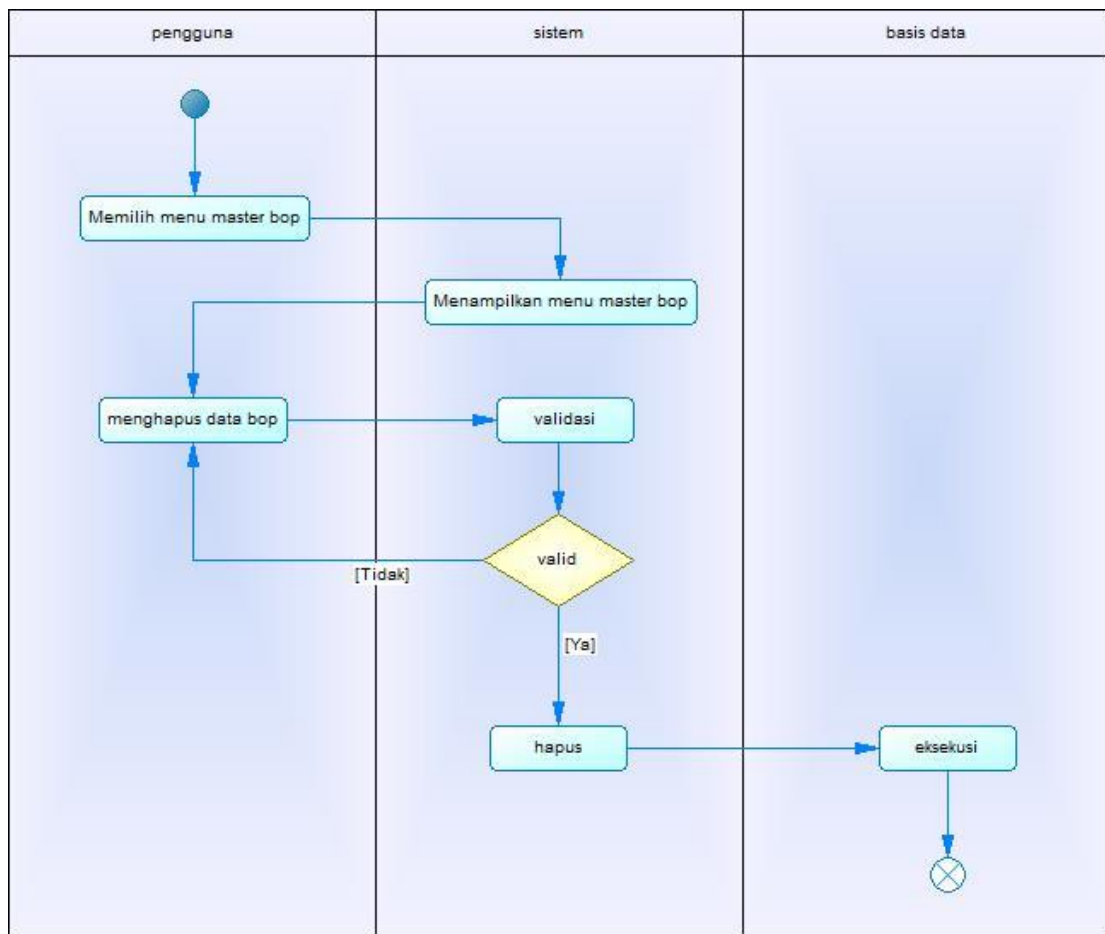 pengguna
sistem
basis data
Memilih menu master bop
Menampilkan menu master bop
menghapus data bop
validasi
valid
[Tidak]
[Ya]
hapus
eksekusi